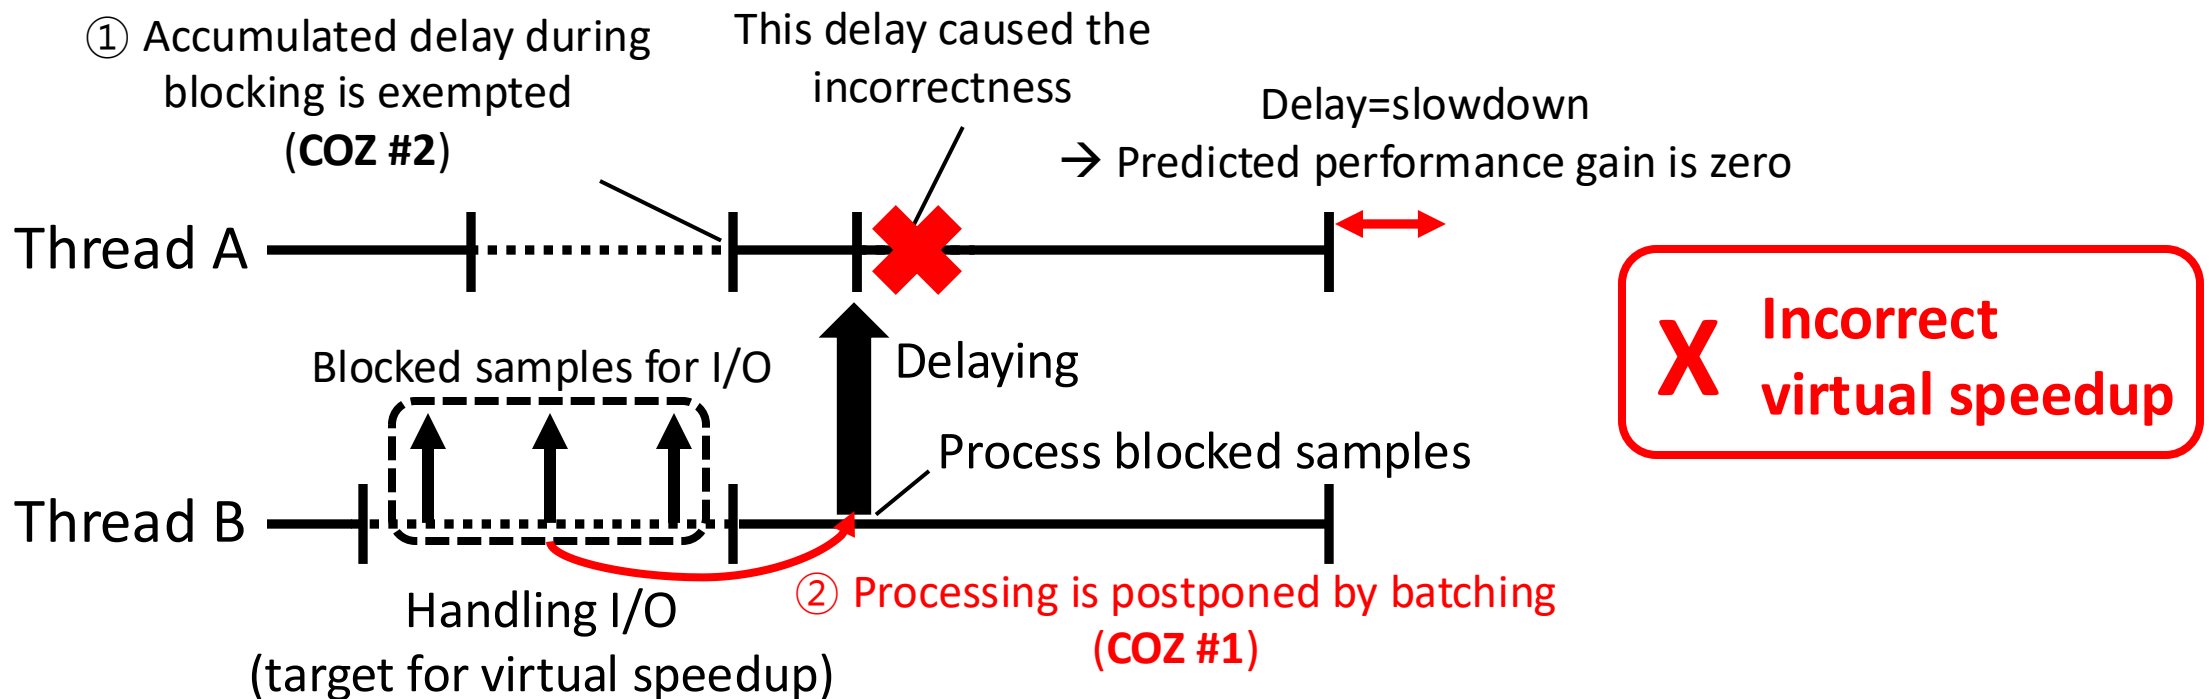 ① Accumulated delay during
blocking is exempted
(COZ #2)
This delay caused the
incorrectness
Delay=slowdown
→ Predicted performance gain is zero
Thread A
X Incorrect
virtual speedup
Blocked samples for I/O
Delaying
Process blocked samples
Thread B
Handling I/O
(target for virtual speedup)
② Processing is postponed by batching
(COZ #1)